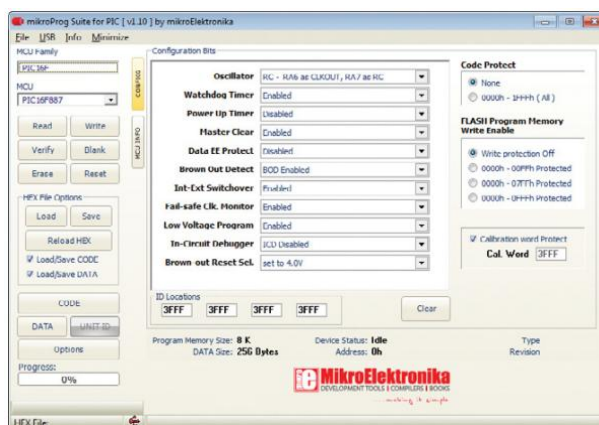 mikroProg Suite for PIC [ v1.10 ] by mikroElektronika
File USB Info Minimize
MCU Family
PIC16F
MCU
PIC16F887
Read Write
Verify Blank
Erase Reset
HEX File Options
Load Save
Reload HEX
Load/Save CODE
Load/Save DATA
CODE
DATA UNIT ID
Options
Progress:
0%
HEX File:
CONFIG
MCU INFO
Configuration Bits
Oscillator RC - RA6 as CLKOUT, RA7 as RC
Watchdog Timer Enabled
Power Up Timer Disabled
Master Clear Enabled
Data EE Protect Disabled
Brown Out Detect BOD Enabled
Int-Ext Switchover Enabled
Fail-safe Clk. Monitor Enabled
Low Voltage Program Enabled
In-Circuit Debugger ICD Disabled
Brown-out Reset Sel. set to 4.0V
ID Locations
3FFF 3FFF 3FFF 3FFF Clear
Code Protect
None
0000h - 1FFFh ( All )
FLASH Program Memory
Write Enable
Write protection Off
0000h - 00FFh Protected
0000h - 07FFh Protected
0000h - 0FFFh Protected
Calibration word Protect
Cal. Word 3FFF
Program Memory Size: 8 K Device Status: Idle Type
DATA Size: 256 Bytes Address: 0h Revision
MikroElektronika
DEVELOPMENT TOOLS | COMPILERS | BOOKS
making it simple